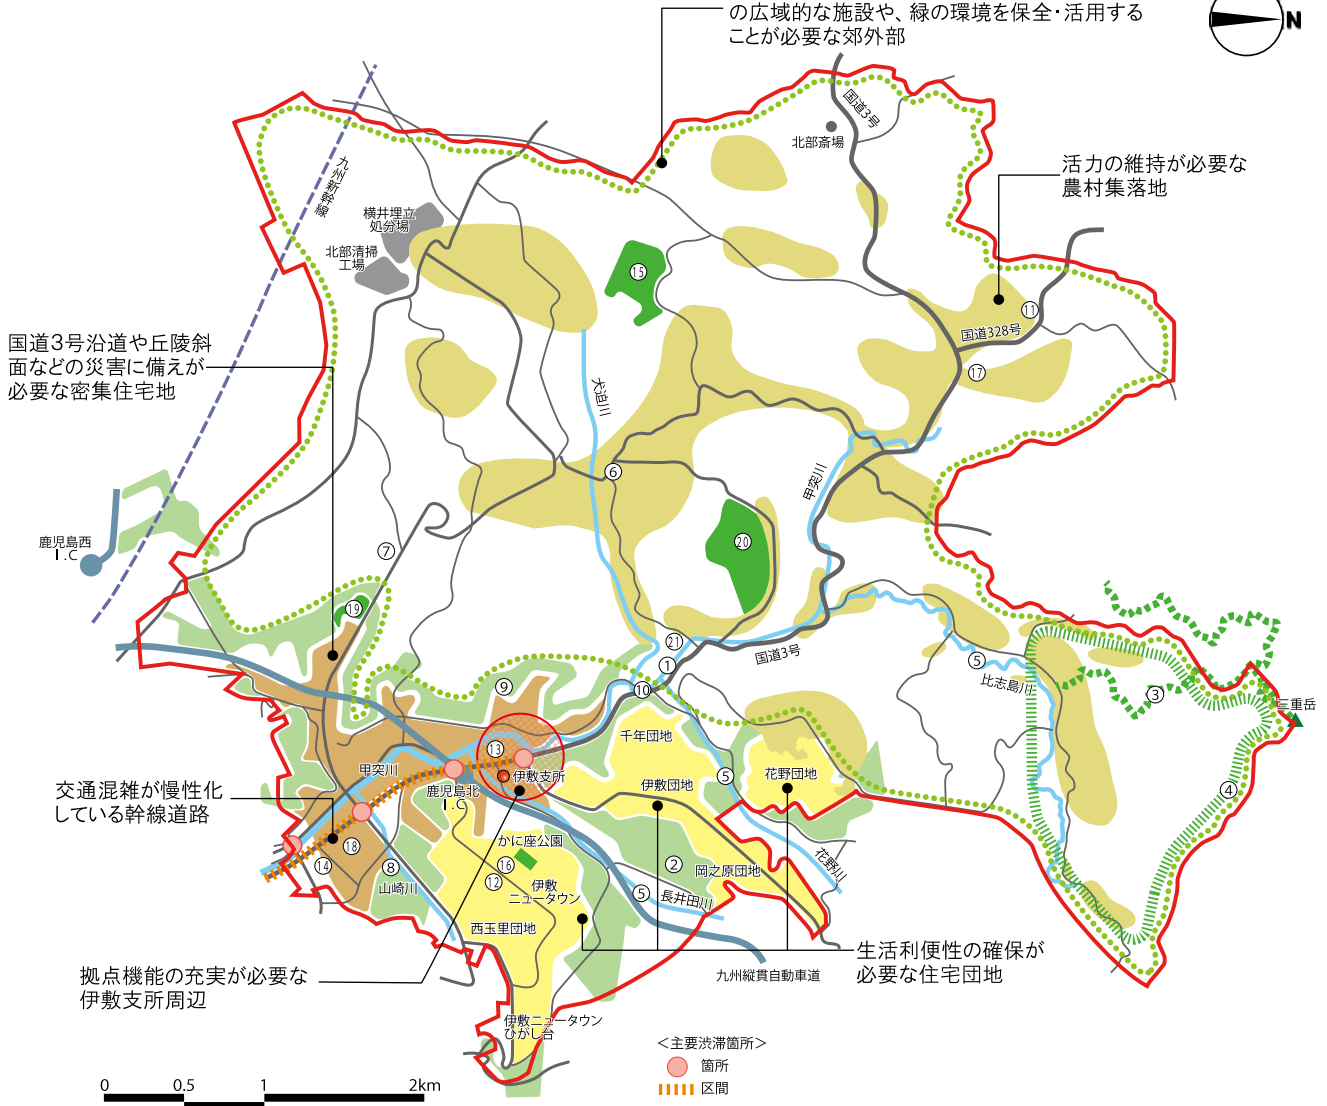 の広域的な施設や、緑の環境を保全・活用する
ことが必要な郊外部
N
国道3号
北部斎場
活力の維持が必要な
農村集落地
九州新幹線
横井埋立
処分場
北部清掃
工場
⑮
⑪
国道328号
⑰
国道3号沿道や丘陵斜
面などの災害に備えが
必要な密集住宅地
犬迫川
⑥
甲突川
鹿児島西
I.C
⑦
⑳
⑲
㉑
①
国道3号
⑤
比志島川
③
三重岳
⑨
⑩
千年団地
⑬
甲突川
伊敷支所
鹿児島北
I.C
伊敷団地
⑤
花野団地
④
交通混雑が慢性化
している幹線道路
かに座公園
⑱
⑭
⑧
山崎川
⑯
⑫
②
岡之原団地
花野川
伊敷
ニュータウン
⑤
長井田川
西玉里団地
生活利便性の確保が
必要な住宅団地
拠点機能の充実が必要な
伊敷支所周辺
九州縦貫自動車道
伊敷ニュータウン
ひがし台
＜主要渋滞箇所＞
箇所
区間
0 0.5 1 2km